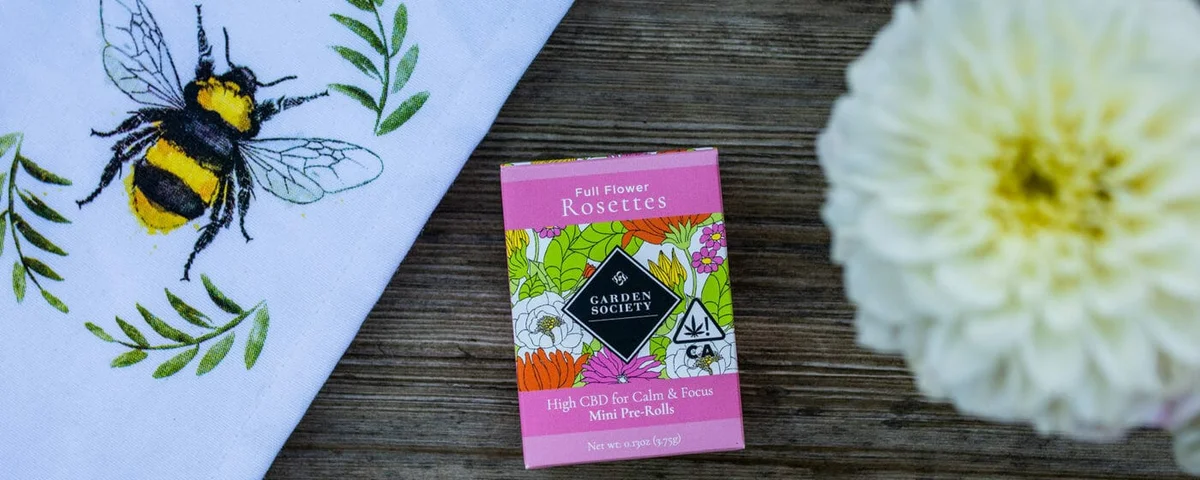 Full Flower
Rosettes
GARDEN
SOCIETY
CA
High CBD for Calm & Focus
Mini Pre-Rolls
Net wt: 0.13oz (3.75g)